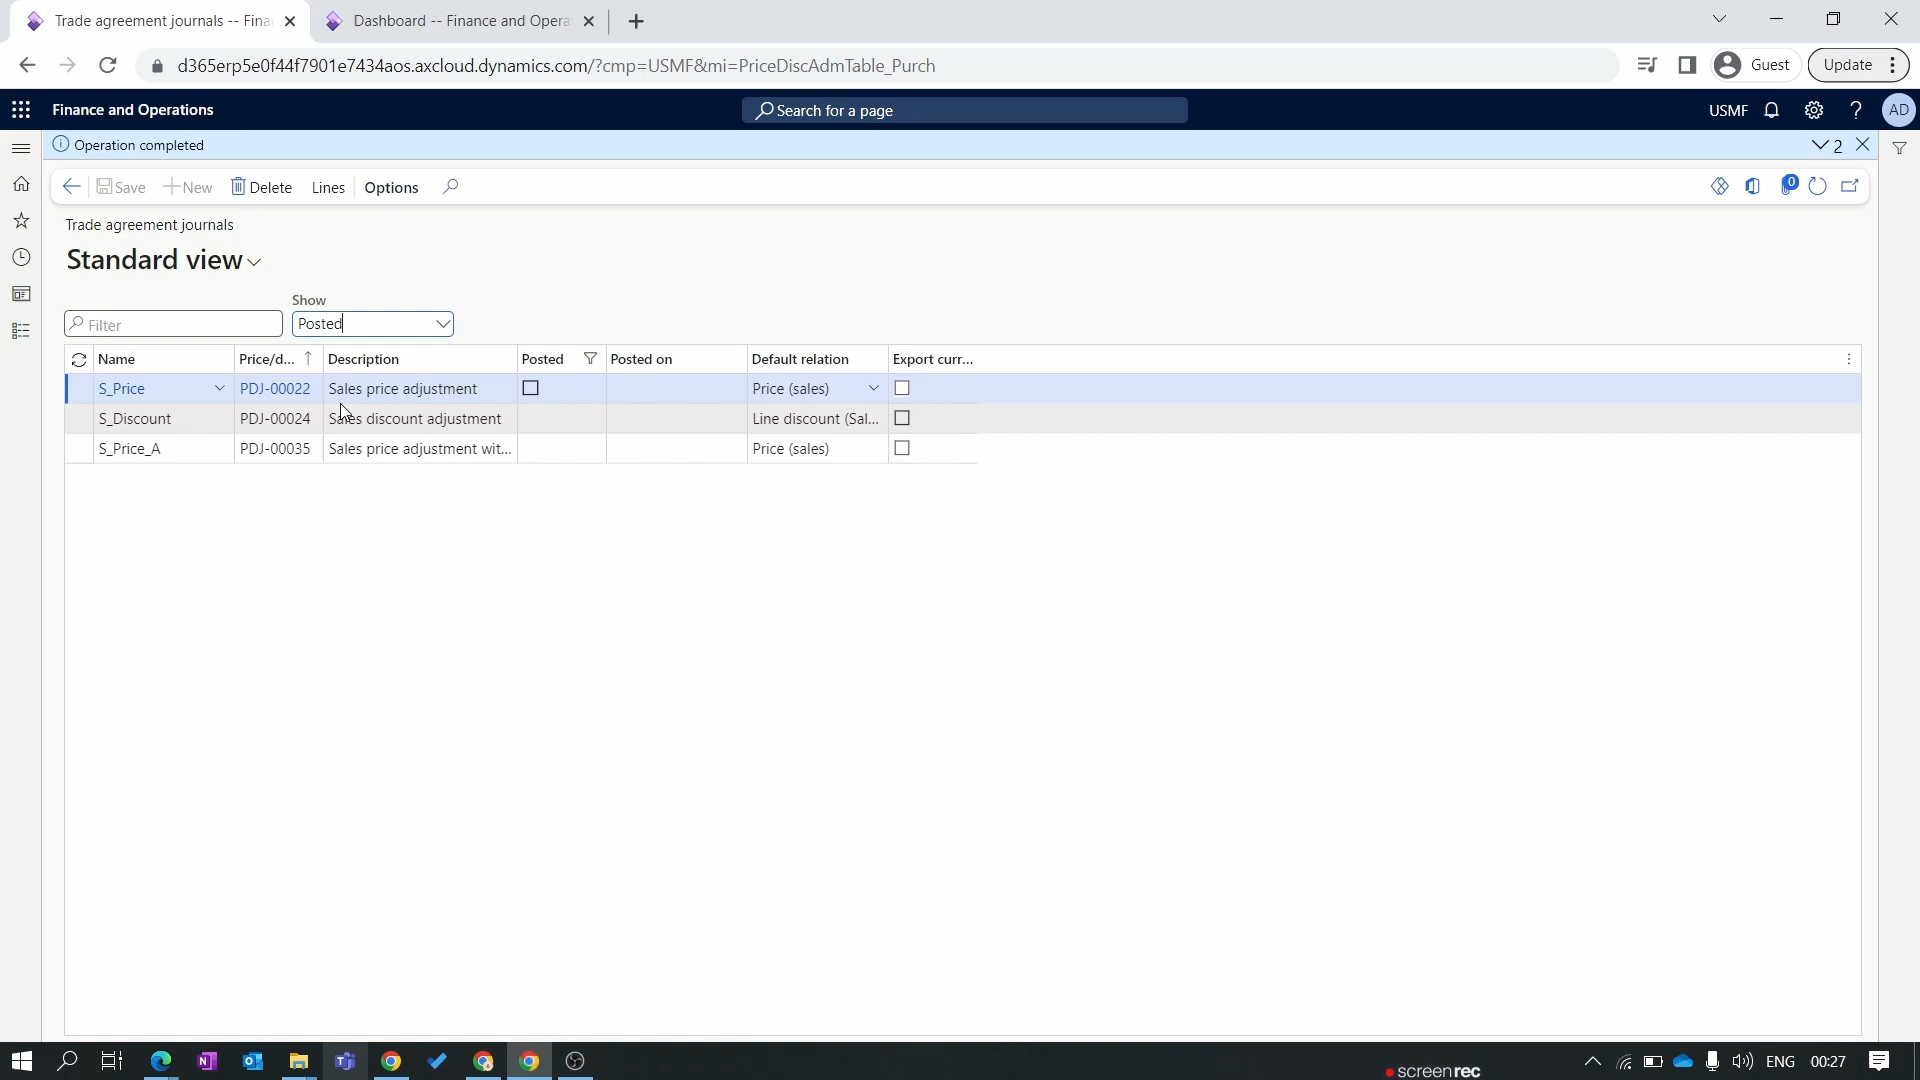 Trade agreement journals -- Fina
Dashboard -- Finance and Opera
d365erp5e0f44f7901e7434aos.axcloud.dynamics.com/?cmp=USMF&mi=PriceDiscAdmTable_Purch
Guest
Update
Finance and Operations
Search for a page
USMF
AD
Operation completed
2
Save
New
Delete
Lines
Options
0
Trade agreement journals
Standard view
Show
Filter
Posted
Name Price/d... Description Posted Posted on Default relation Export curr...
S_Price PDJ-00022 Sales price adjustment Price (sales)
S_Discount PDJ-00024 Sales discount adjustment Line discount (Sal...
S_Price_A PDJ-00035 Sales price adjustment wit... Price (sales)
screenrec
ENG
00:27